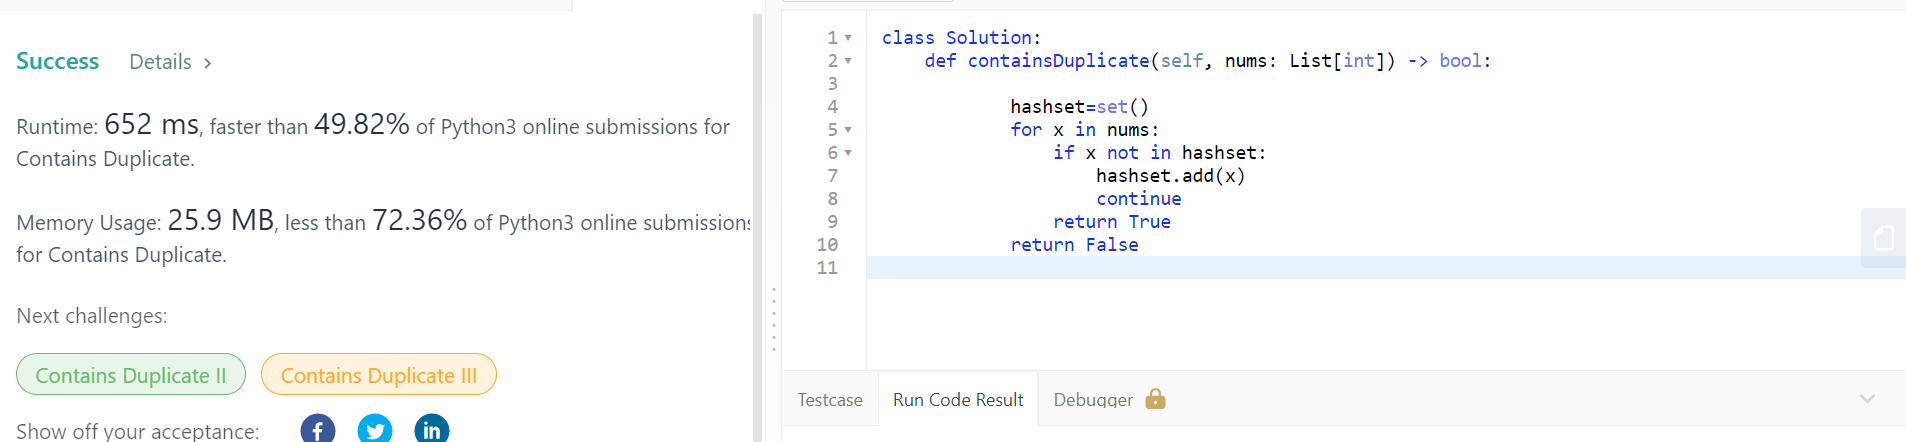 Success Details >
Runtime: 652 ms, faster than 49.82% of Python3 online submissions for
Contains Duplicate.
Memory Usage: 25.9 MB, less than 72.36% of Python3 online submissions
for Contains Duplicate.
Next challenges:
Contains Duplicate II Contains Duplicate III
Show off your acceptance: f in
1 class Solution:
2     def containsDuplicate(self, nums: List[int]) -> bool:
3
4             hashset=set()
5             for x in nums:
6                 if x not in hashset:
7                     hashset.add(x)
8                     continue
9                 return True
10             return False
11
Testcase Run Code Result Debugger